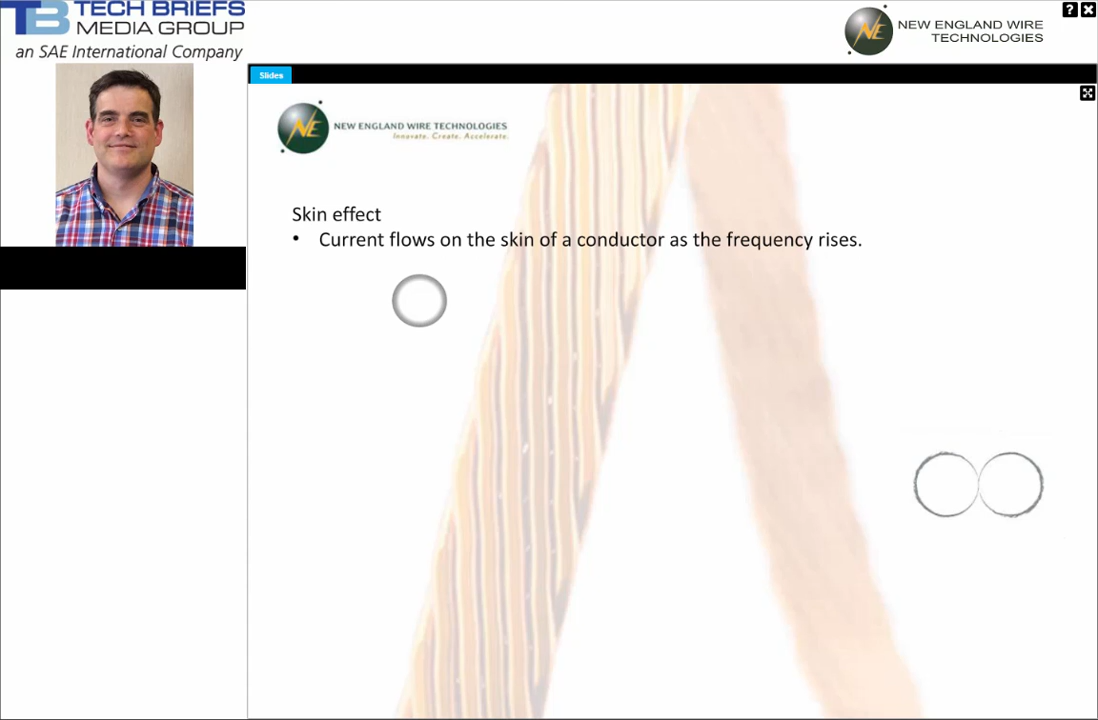 TECH BRIEFS
MEDIA GROUP
an SAE International Company
NEW ENGLAND WIRE
TECHNOLOGIES
Slides
NEW ENGLAND WIRE TECHNOLOGIES
Innovate. Create. Accelerate.
Skin effect
• Current flows on the skin of a conductor as the frequency rises.